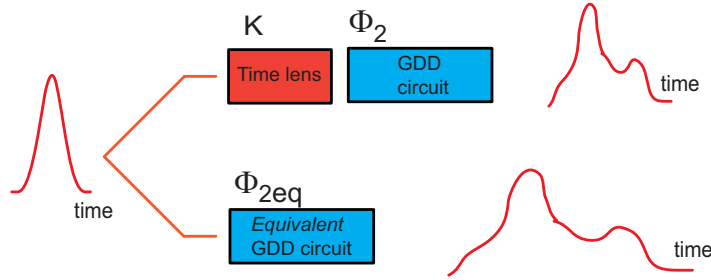 K Φ2
Time lens
GDD
circuit
time
time
Φ2eq
Equivalent
GDD circuit
time